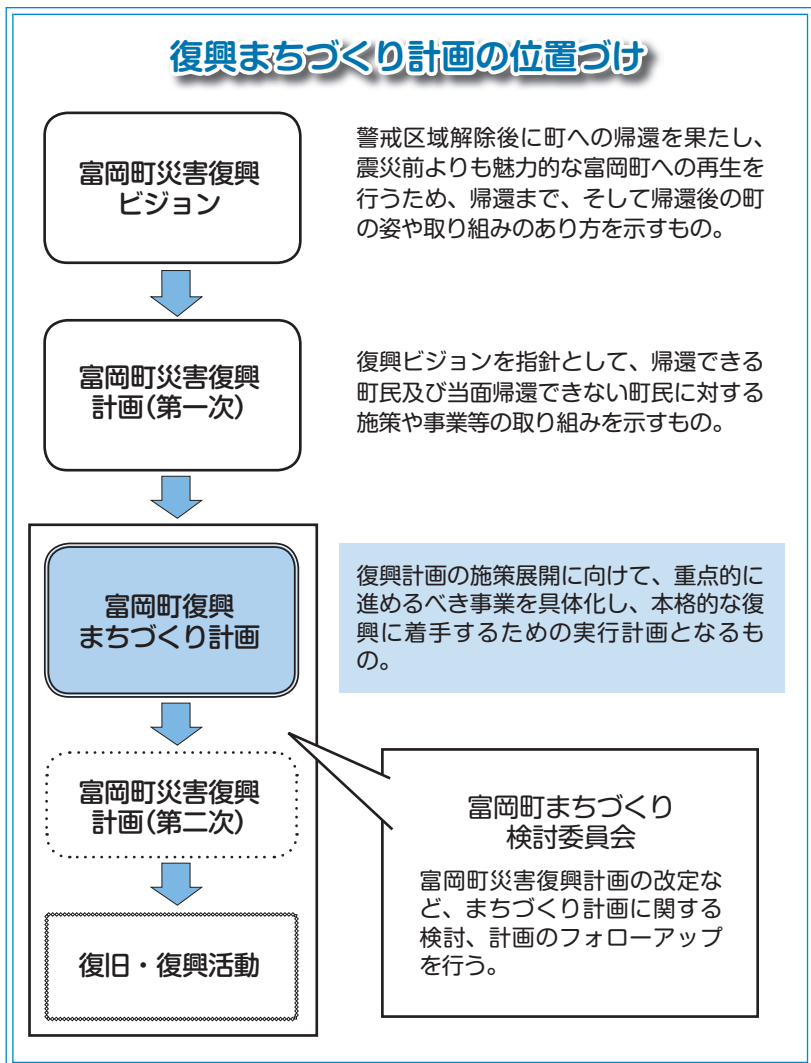 復興まちづくり計画の位置づけ
富岡町災害復興
ビジョン
警戒区域解除後に町への帰還を果たし、
震災前よりも魅力的な富岡町への再生を
行うため、帰還まで、そして帰還後の町
の姿や取り組みのあり方を示すもの。
富岡町災害復興
計画(第一次)
復興ビジョンを指針として、帰還できる
町民及び当面帰還できない町民に対する
施策や事業等の取り組みを示すもの。
富岡町復興
まちづくり計画
復興計画の施策展開に向けて、重点的に
進めるべき事業を具体化し、本格的な復
興に着手するための実行計画となるも
の。
富岡町災害復興
計画(第二次)
富岡町まちづくり
検討委員会
富岡町災害復興計画の改定な
ど、まちづくり計画に関する
検討、計画のフォローアップ
を行う。
復旧・復興活動